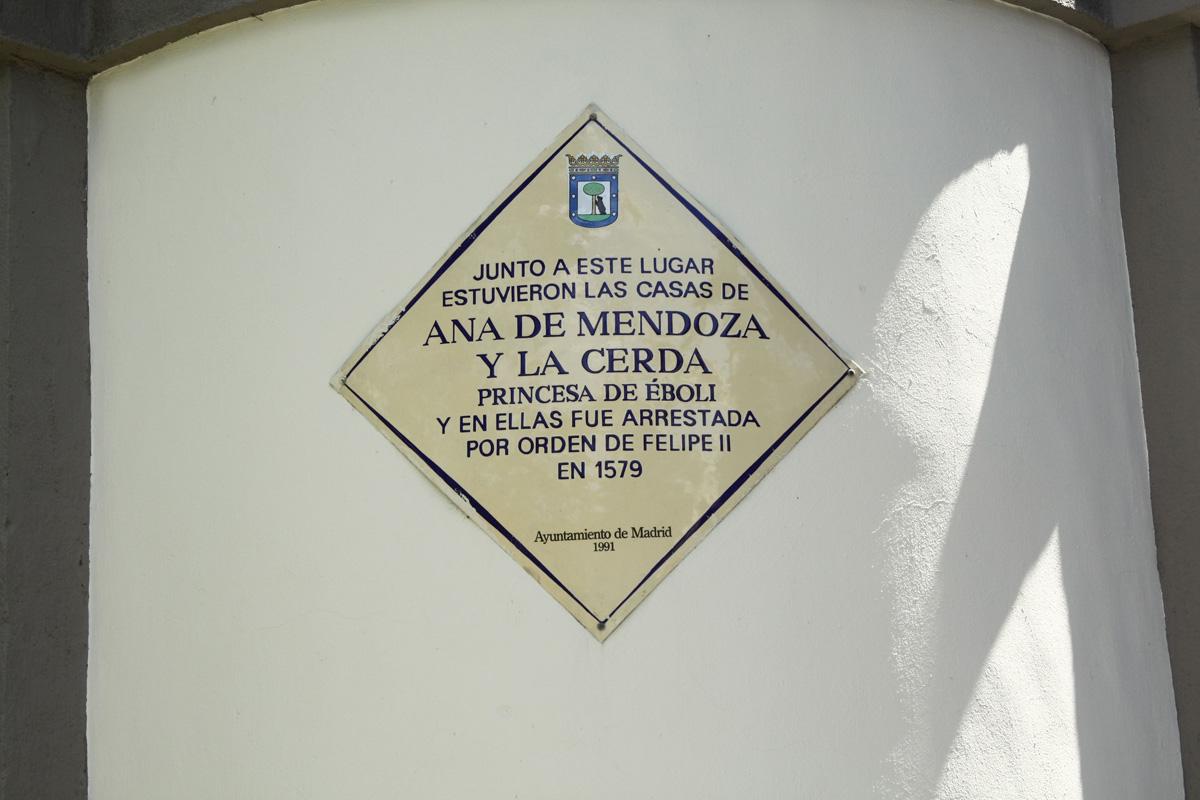 JUNTO A ESTE LUGAR
ESTUVIERON LAS CASAS DE
ANA DE MENDOZA
Y LA CERDA
PRINCESA DE ÉBOLI
Y EN ELLAS FUE ARRESTADA
POR ORDEN DE FELIPE II
EN 1579
Ayuntamiento de Madrid
1991